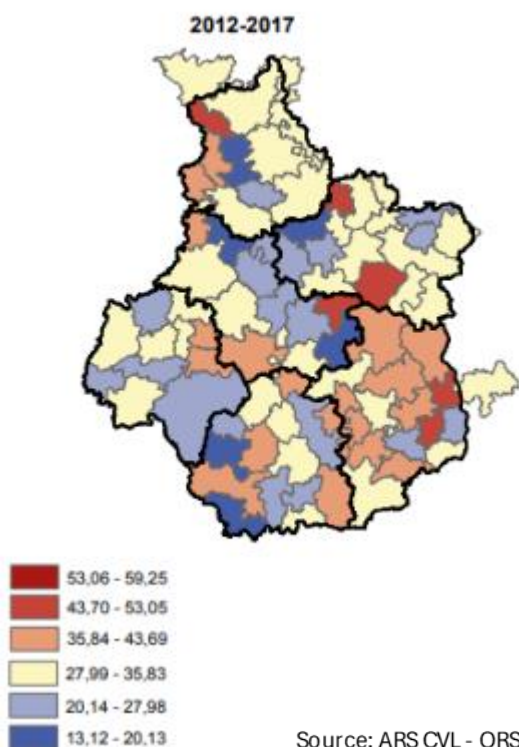 2012-2017
53,06 - 59,25
43,70 - 53,05
35,84 - 43,69
27,99 - 35,83
20,14 - 27,98
13,12 - 20,13
Source: ARS CVL - ORS